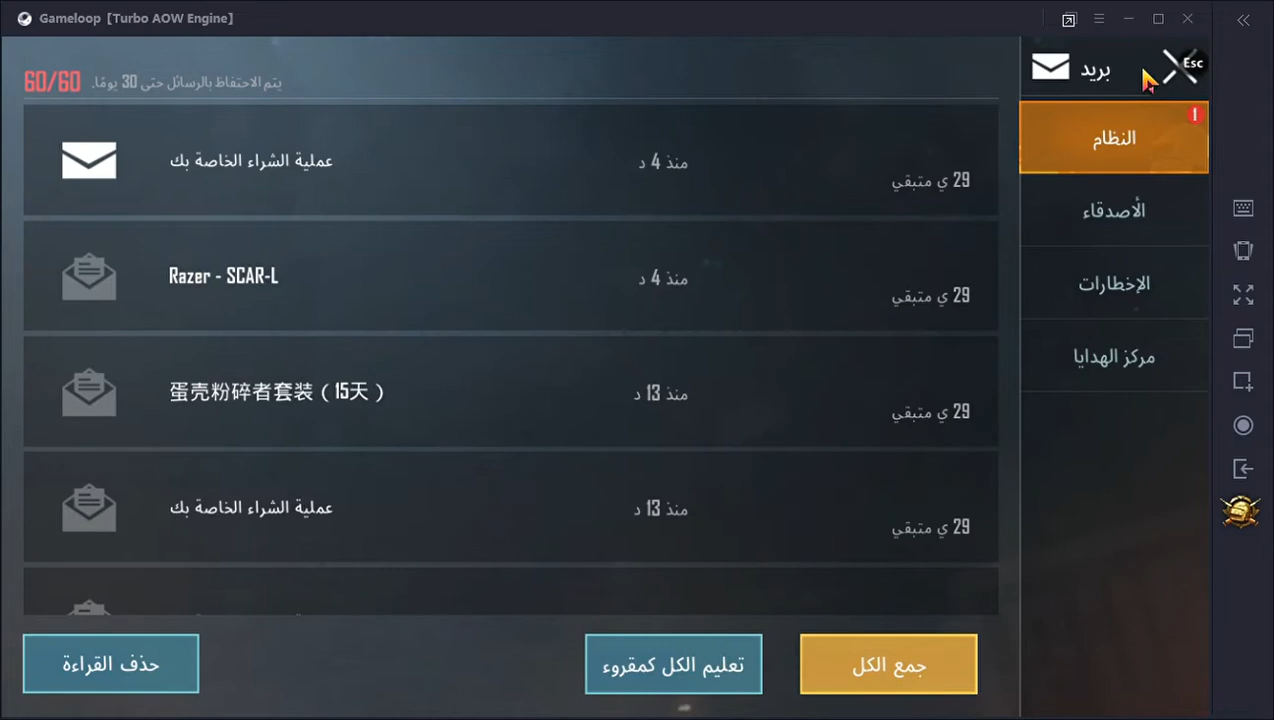 Gameloop【Turbo AOW Engine】
60/60 يتم الاحتفاظ بالرسائل حتى 30 يومًا.
بريد
Esc
النظام
!
الأصدقاء
الإخطارات
مركز الهدايا
عملية الشراء الخاصة بك
منذ 4 د
29 ي متبقي
Razer - SCAR-L
منذ 4 د
29 ي متبقي
蛋壳粉碎者套装（15天）
منذ 13 د
29 ي متبقي
عملية الشراء الخاصة بك
منذ 13 د
29 ي متبقي
حذف القراءة
تعليم الكل كمقروء
جمع الكل